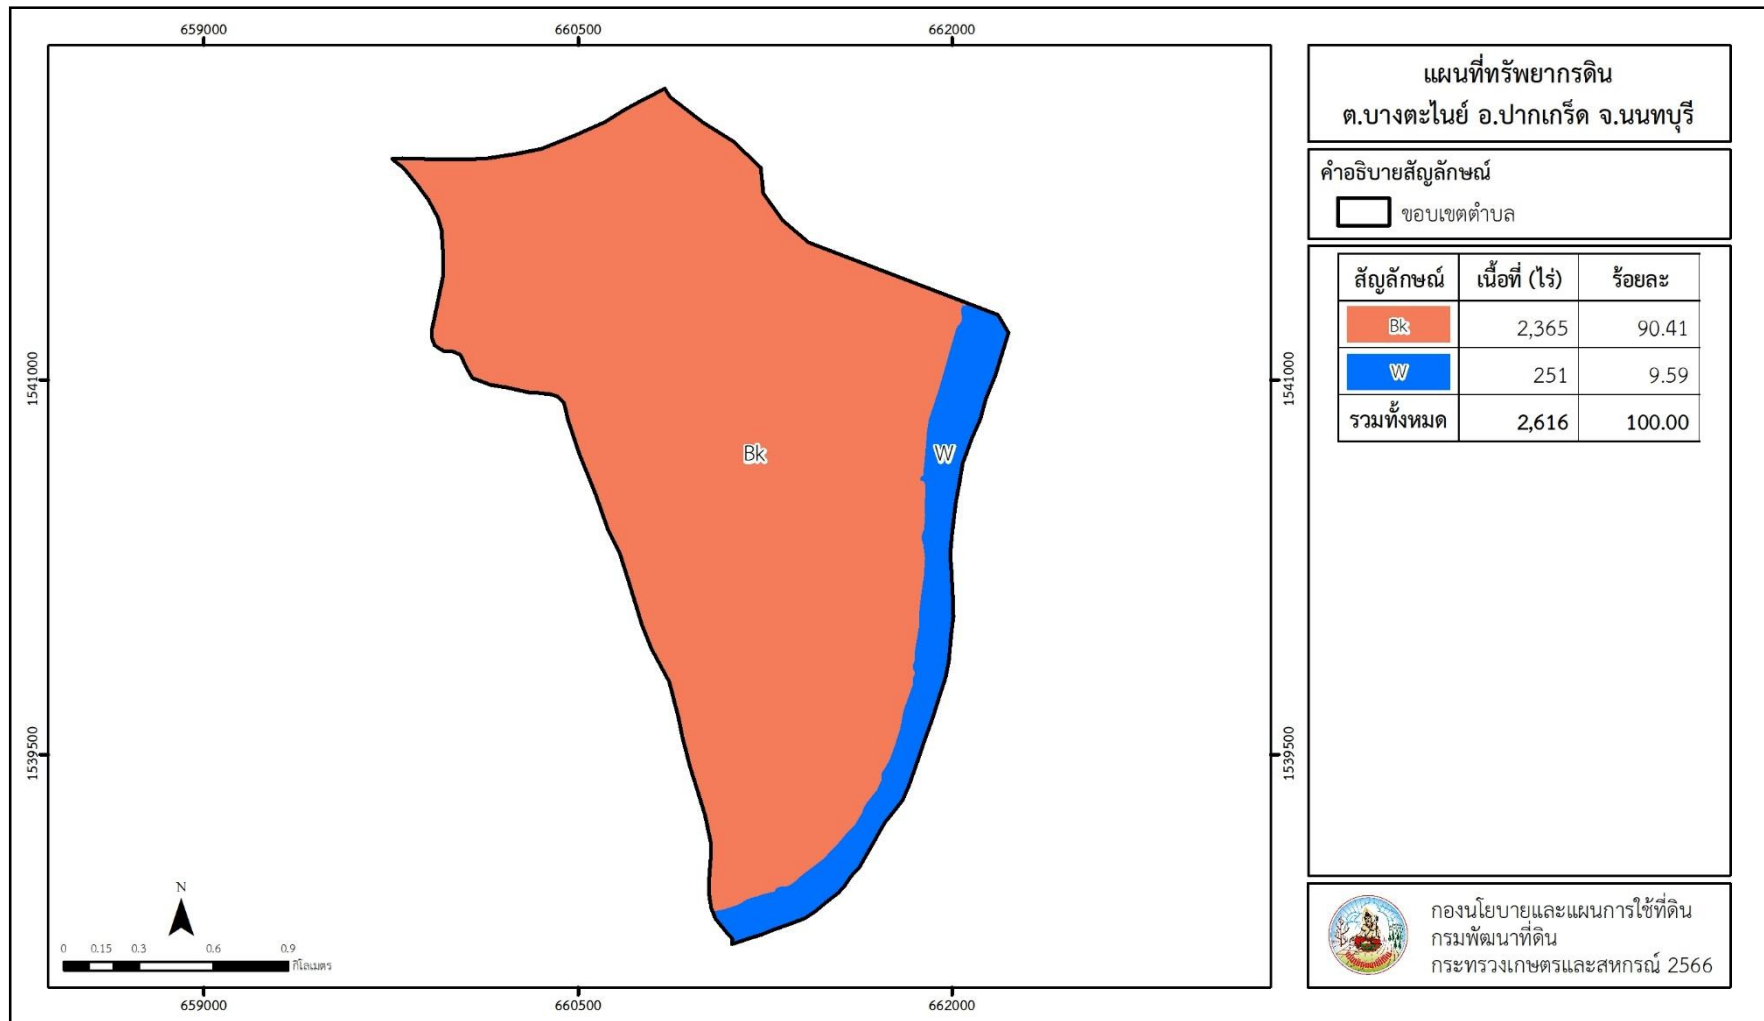 659000 660500 662000
แผนที่ทรัพยากรดิน
ต.บางตะไนย์ อ.ปากเกร็ด จ.นนทบุรี
คำอธิบายสัญลักษณ์
ขอบเขตตำบล
สัญลักษณ์ เนื้อที่ (ไร่) ร้อยละ
Bk 2,365 90.41
W 251 9.59
รวมทั้งหมด 2,616 100.00
1541000 1541000
Bk W
1539500 1539500
N
0 0.15 0.3 0.6 0.9
กิโลเมตร
กองนโยบายและแผนการใช้ที่ดิน
กรมพัฒนาที่ดิน
กระทรวงเกษตรและสหกรณ์ 2566
659000 660500 662000